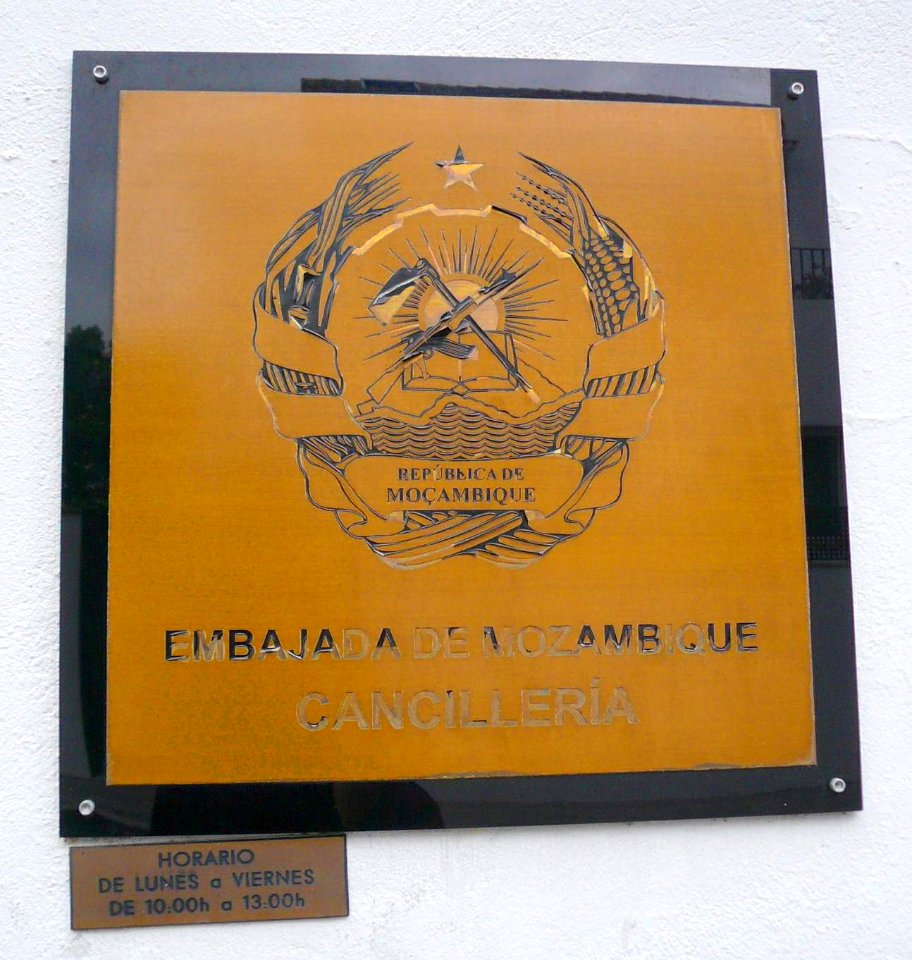 REPÚBLICA DE
MOÇAMBIQUE
EMBAJADA DE MOZAMBIQUE
CANCILLERÍA
HORARIO
DE LUNES a VIERNES
DE 10:00h a 13:00h